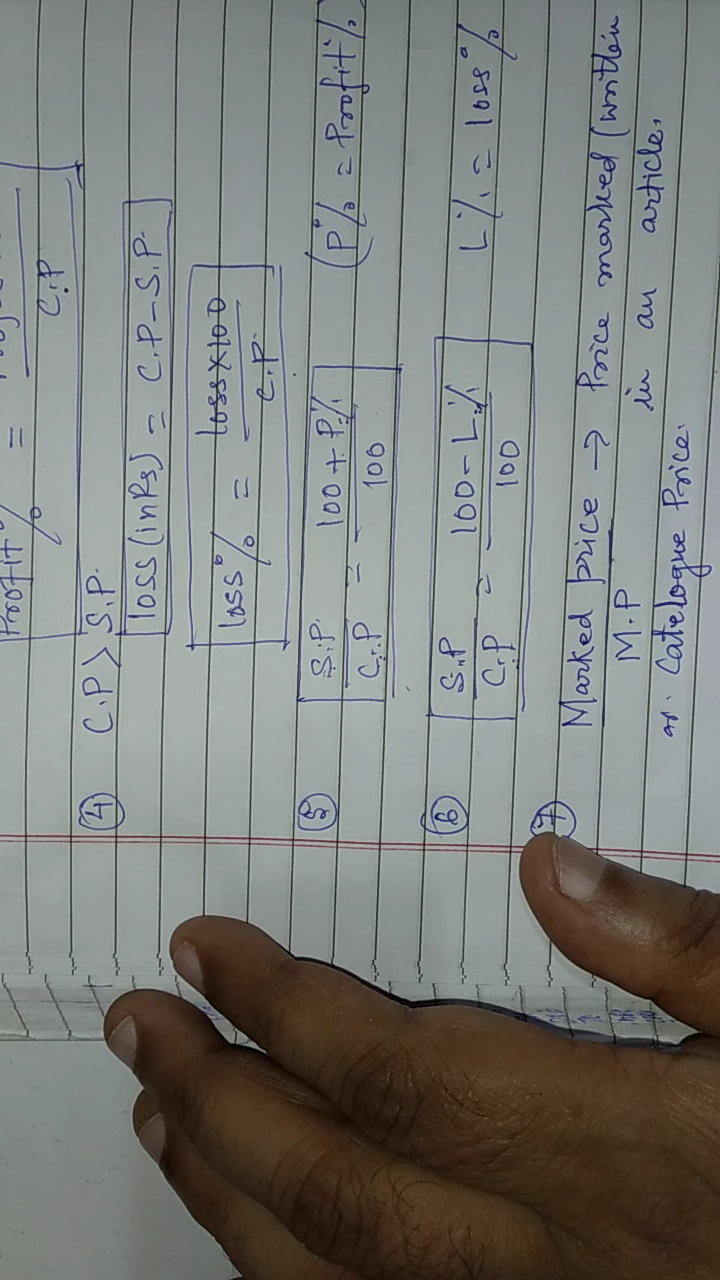 Profit% =
C.P
④ C.P > S.P.
loss (in Rs) = C.P - S.P.
loss% = loss×100
C.P
⑤ S.P. = 100 + P% (P% = Profit%)
C.P 100
⑥ S.P = 100 - L% L% = loss%
C.P 100
⑦ Marked price → Price marked (written
M.P in an article.
or. Catelogue Price.